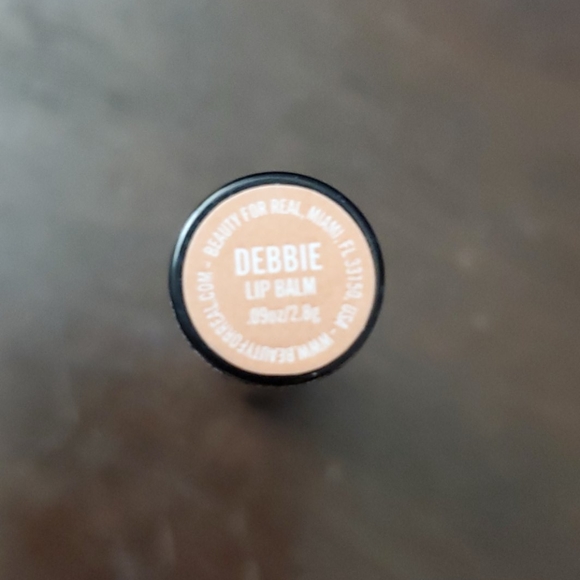 BEAUTY FOR REAL, MIAMI, FL 33150, USA • WWW.BEAUTYFORREAL.COM •
DEBBIE
LIP BALM
.09oz/2.8g